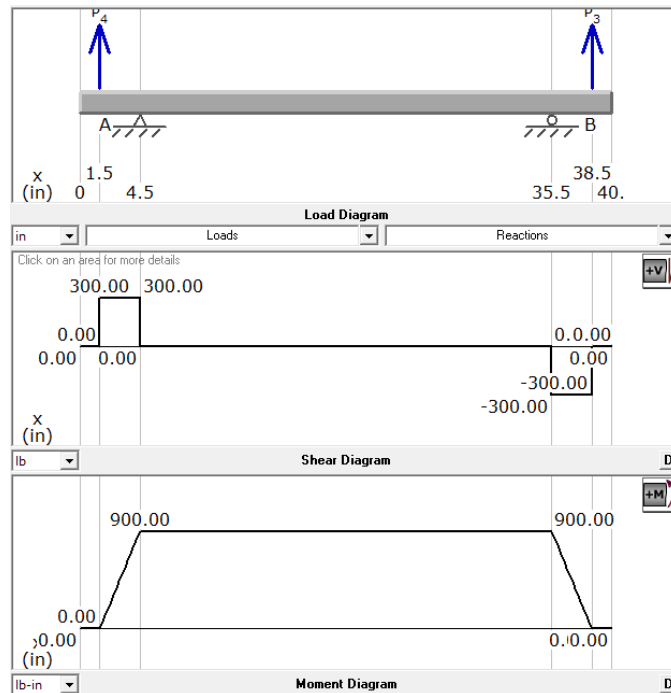 P4 P3
A B
x 1.5 38.5
(in) 0 4.5 35.5 40.
Load Diagram
in Loads Reactions
Click on an area for more details
+V
300.00 300.00
0.00 0.0.00
0.00 0.00 0.00
-300.00
-300.00
x
(in)
lb Shear Diagram D
+M
900.00 900.00
0.00
0.00 0.00.00
(in)
lb-in Moment Diagram D